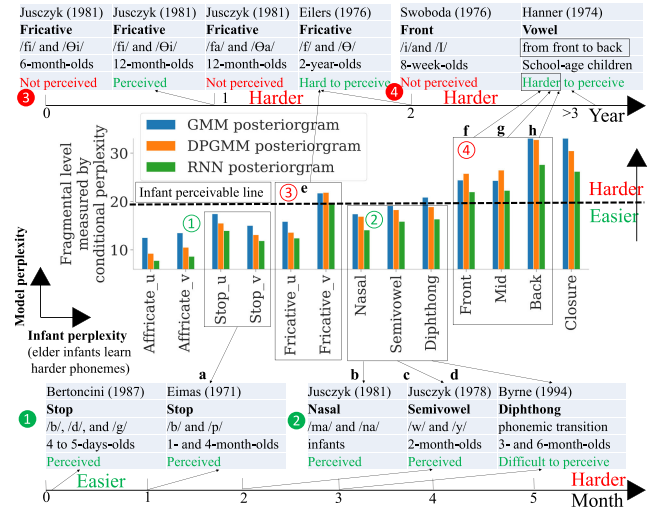 Jusczyk (1981) Jusczyk (1981) Jusczyk (1981) Eilers (1976) Swoboda (1976) Hanner (1974)
Fricative Fricative Fricative Fricative Front Vowel
/fi/ and /Θi/ /fi/ and /Θi/ /fa/ and /Θa/ /f/ and /Θ/ /i/and /I/ from front to back
6-month-olds 12-month-olds 12-month-olds 2-year-olds 8-week-olds School-age children
Not perceived Perceived Not perceived Hard to perceive Not perceived Harder to perceive
3 Harder 4 Harder
0 1 2 >3 Year
GMM posteriorgram
DPGMM posteriorgram
RNN posteriorgram
f g h
4
Infant perceivable line
3 e
1 2
Harder
Easier
30
20
10
Fragmental level
measured by
conditional perplexity
Affricate_u Affricate_v Stop_u Stop_v Fricative_u Fricative_v Nasal Semivowel Diphthong Front Mid Back Closure
Model perplexity
Infant perplexity
(elder infants learn
harder phonemes)
a b c d
Bertoncini (1987) Eimas (1971) Jusczyk (1981) Jusczyk (1978) Byrne (1994)
1 Stop Stop 2 Nasal Semivowel Diphthong
/b/, /d/, and /g/ /b/ and /p/ /ma/ and /na/ /w/ and /y/ phonemic transition
4 to 5-days-olds 1- and 4-month-olds infants 2-month-olds 3- and 6-month-olds
Perceived Perceived Perceived Perceived Difficult to perceive
Easier Harder
0 1 2 3 4 5 Month